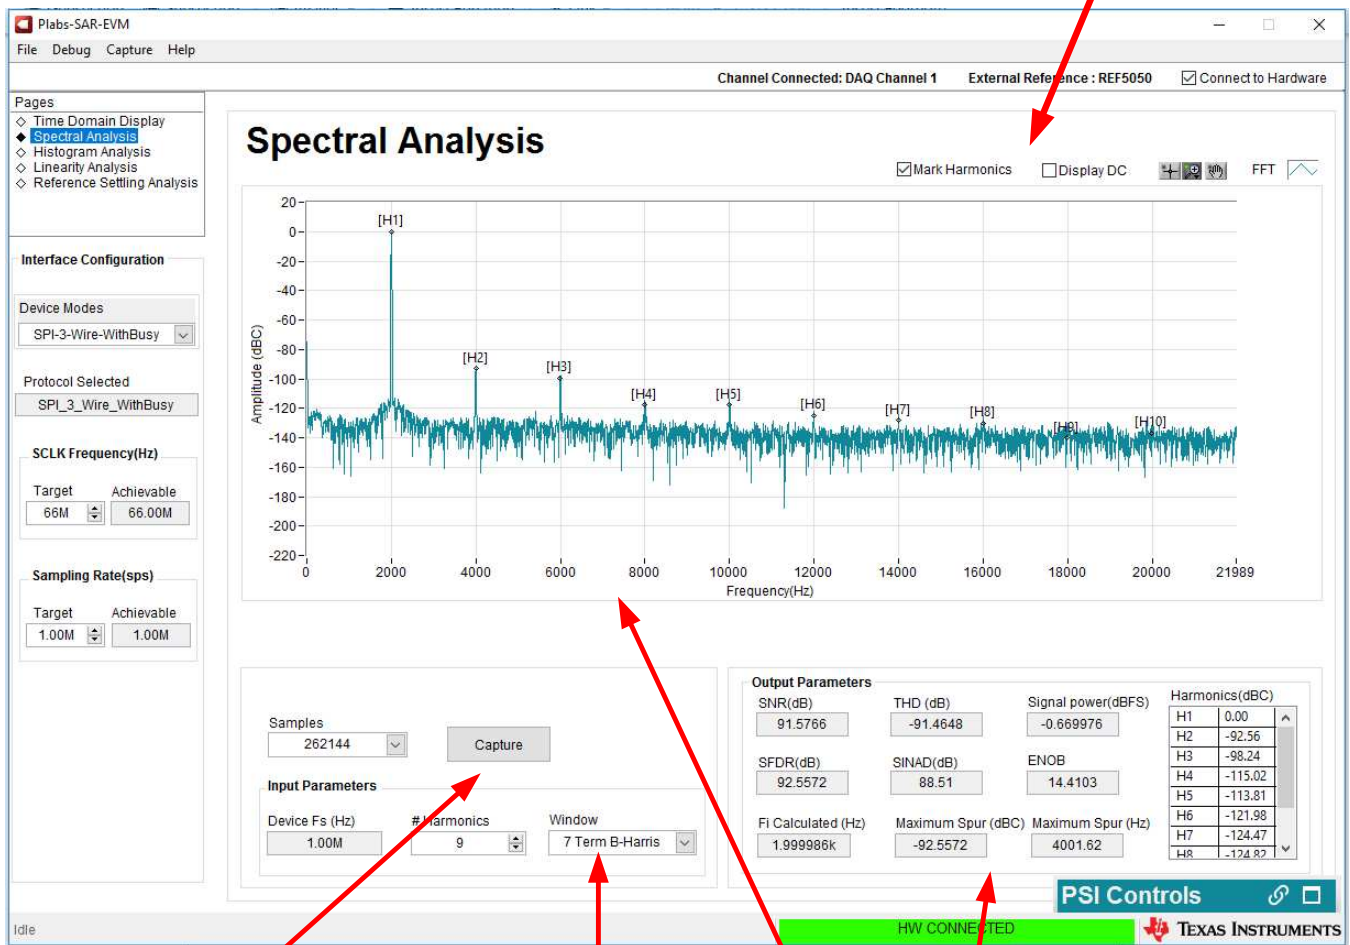 Plabs-SAR-EVM
File Debug Capture Help
Channel Connected: DAQ Channel 1 External Reference : REF5050 Connect to Hardware
Pages
Time Domain Display
Spectral Analysis
Histogram Analysis
Linearity Analysis
Reference Settling Analysis
Interface Configuration
Device Modes
SPI-3-Wire-WithBusy
Protocol Selected
SPI_3_Wire_WithBusy
SCLK Frequency(Hz)
Target Achievable
66M 66.00M
Sampling Rate(sps)
Target Achievable
1.00M 1.00M
Spectral Analysis
Mark Harmonics Display DC FFT
Amplitude (dBC)
20
0
-20
-40
-60
-80
-100
-120
-140
-160
-180
-200
-220
[H1]
[H2]
[H3]
[H4]
[H5]
[H6]
[H7]
[H8]
[H9]
[H10]
0 2000 4000 6000 8000 10000 12000 14000 16000 18000 20000 21989
Frequency(Hz)
Samples
262144
Capture
Input Parameters
Device Fs (Hz) # Harmonics Window
1.00M 9 7 Term B-Harris
Output Parameters
SNR(dB) THD (dB) Signal power(dBFS)
91.5766 -91.4648 -0.669976
SFDR(dB) SINAD(dB) ENOB
92.5572 88.51 14.4103
Fi Calculated (Hz) Maximum Spur (dBC) Maximum Spur (Hz)
1.999986k -92.5572 4001.62
Harmonics(dBC)
H1 0.00
H2 -92.56
H3 -98.24
H4 -115.02
H5 -113.81
H6 -121.98
H7 -124.47
H8 -124.82
PSI Controls
Idle
HW CONNECTED
TEXAS INSTRUMENTS